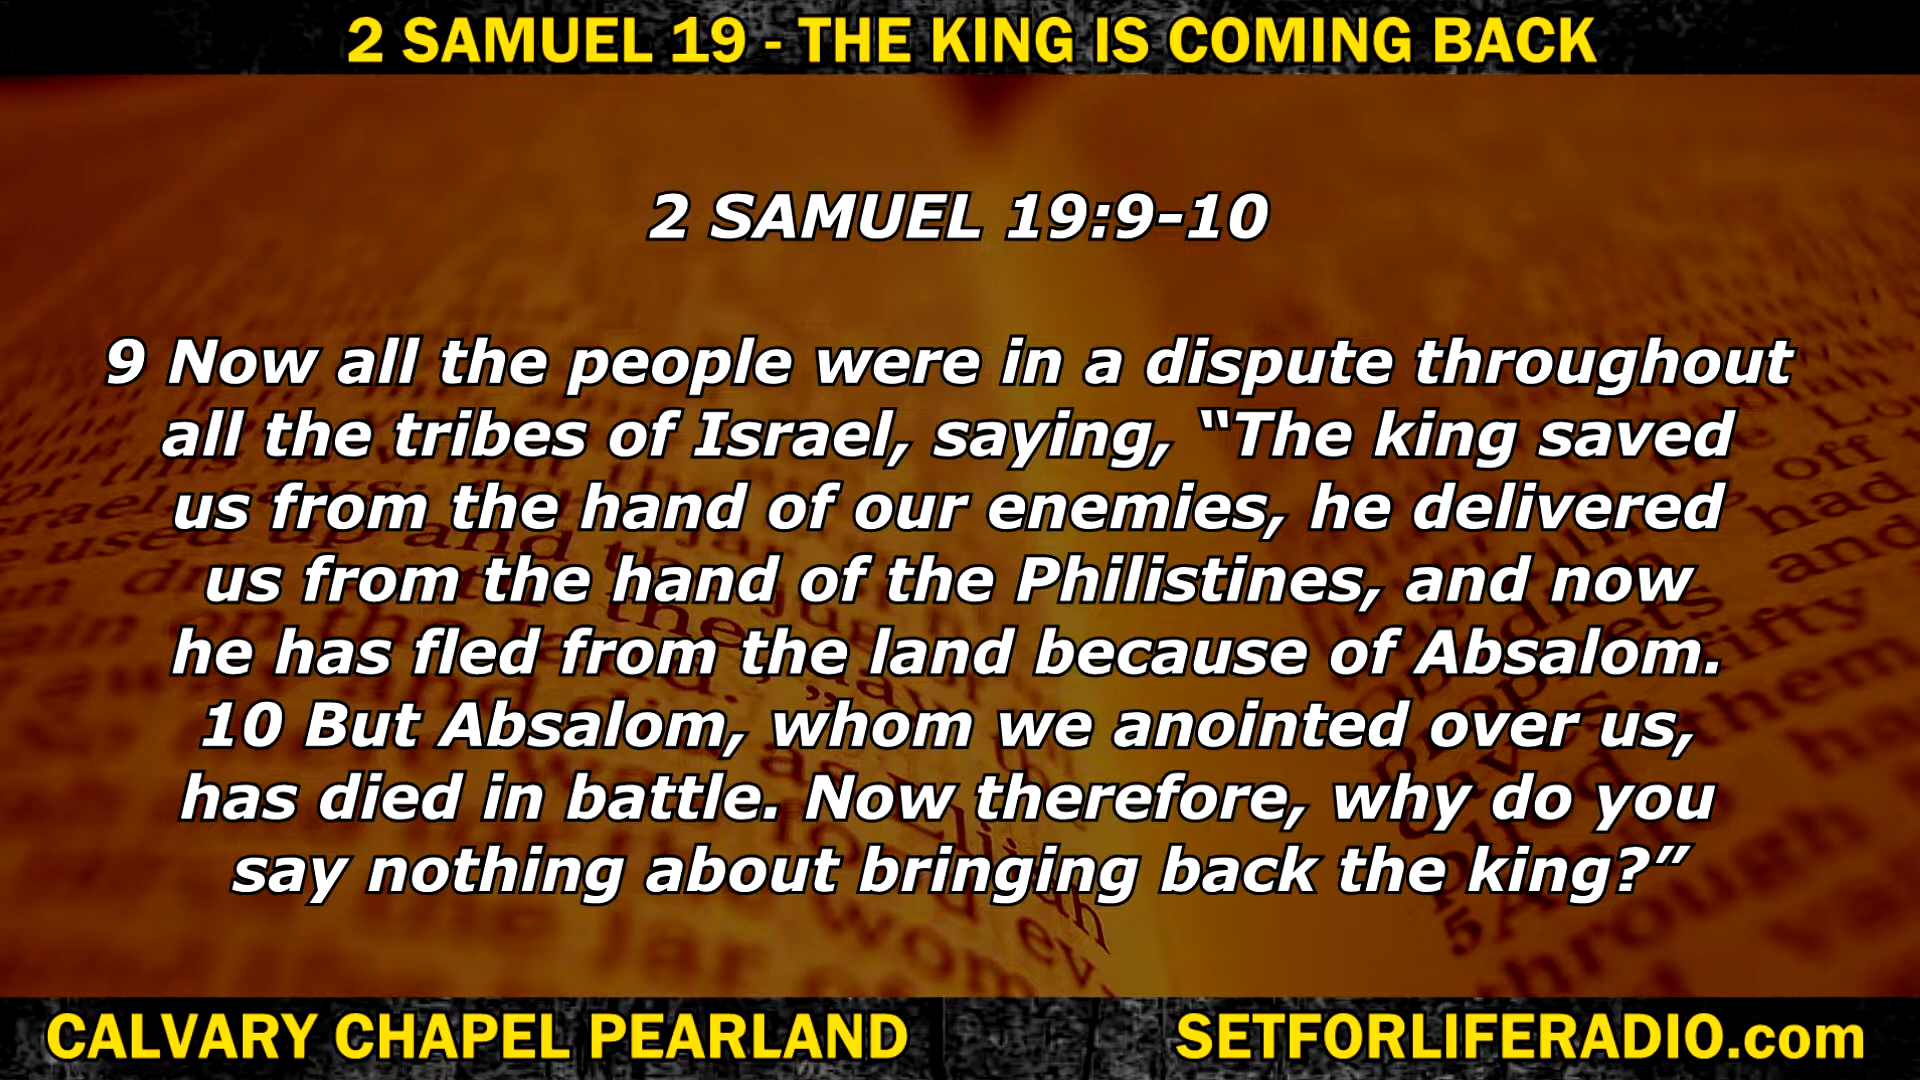 2 SAMUEL 19 - THE KING IS COMING BACK
2 SAMUEL 19:9-10
9 Now all the people were in a dispute throughout
all the tribes of Israel, saying, “The king saved
us from the hand of our enemies, he delivered
us from the hand of the Philistines, and now
he has fled from the land because of Absalom.
10 But Absalom, whom we anointed over us,
has died in battle. Now therefore, why do you
say nothing about bringing back the king?”
CALVARY CHAPEL PEARLAND
SETFORLIFERADIO.com